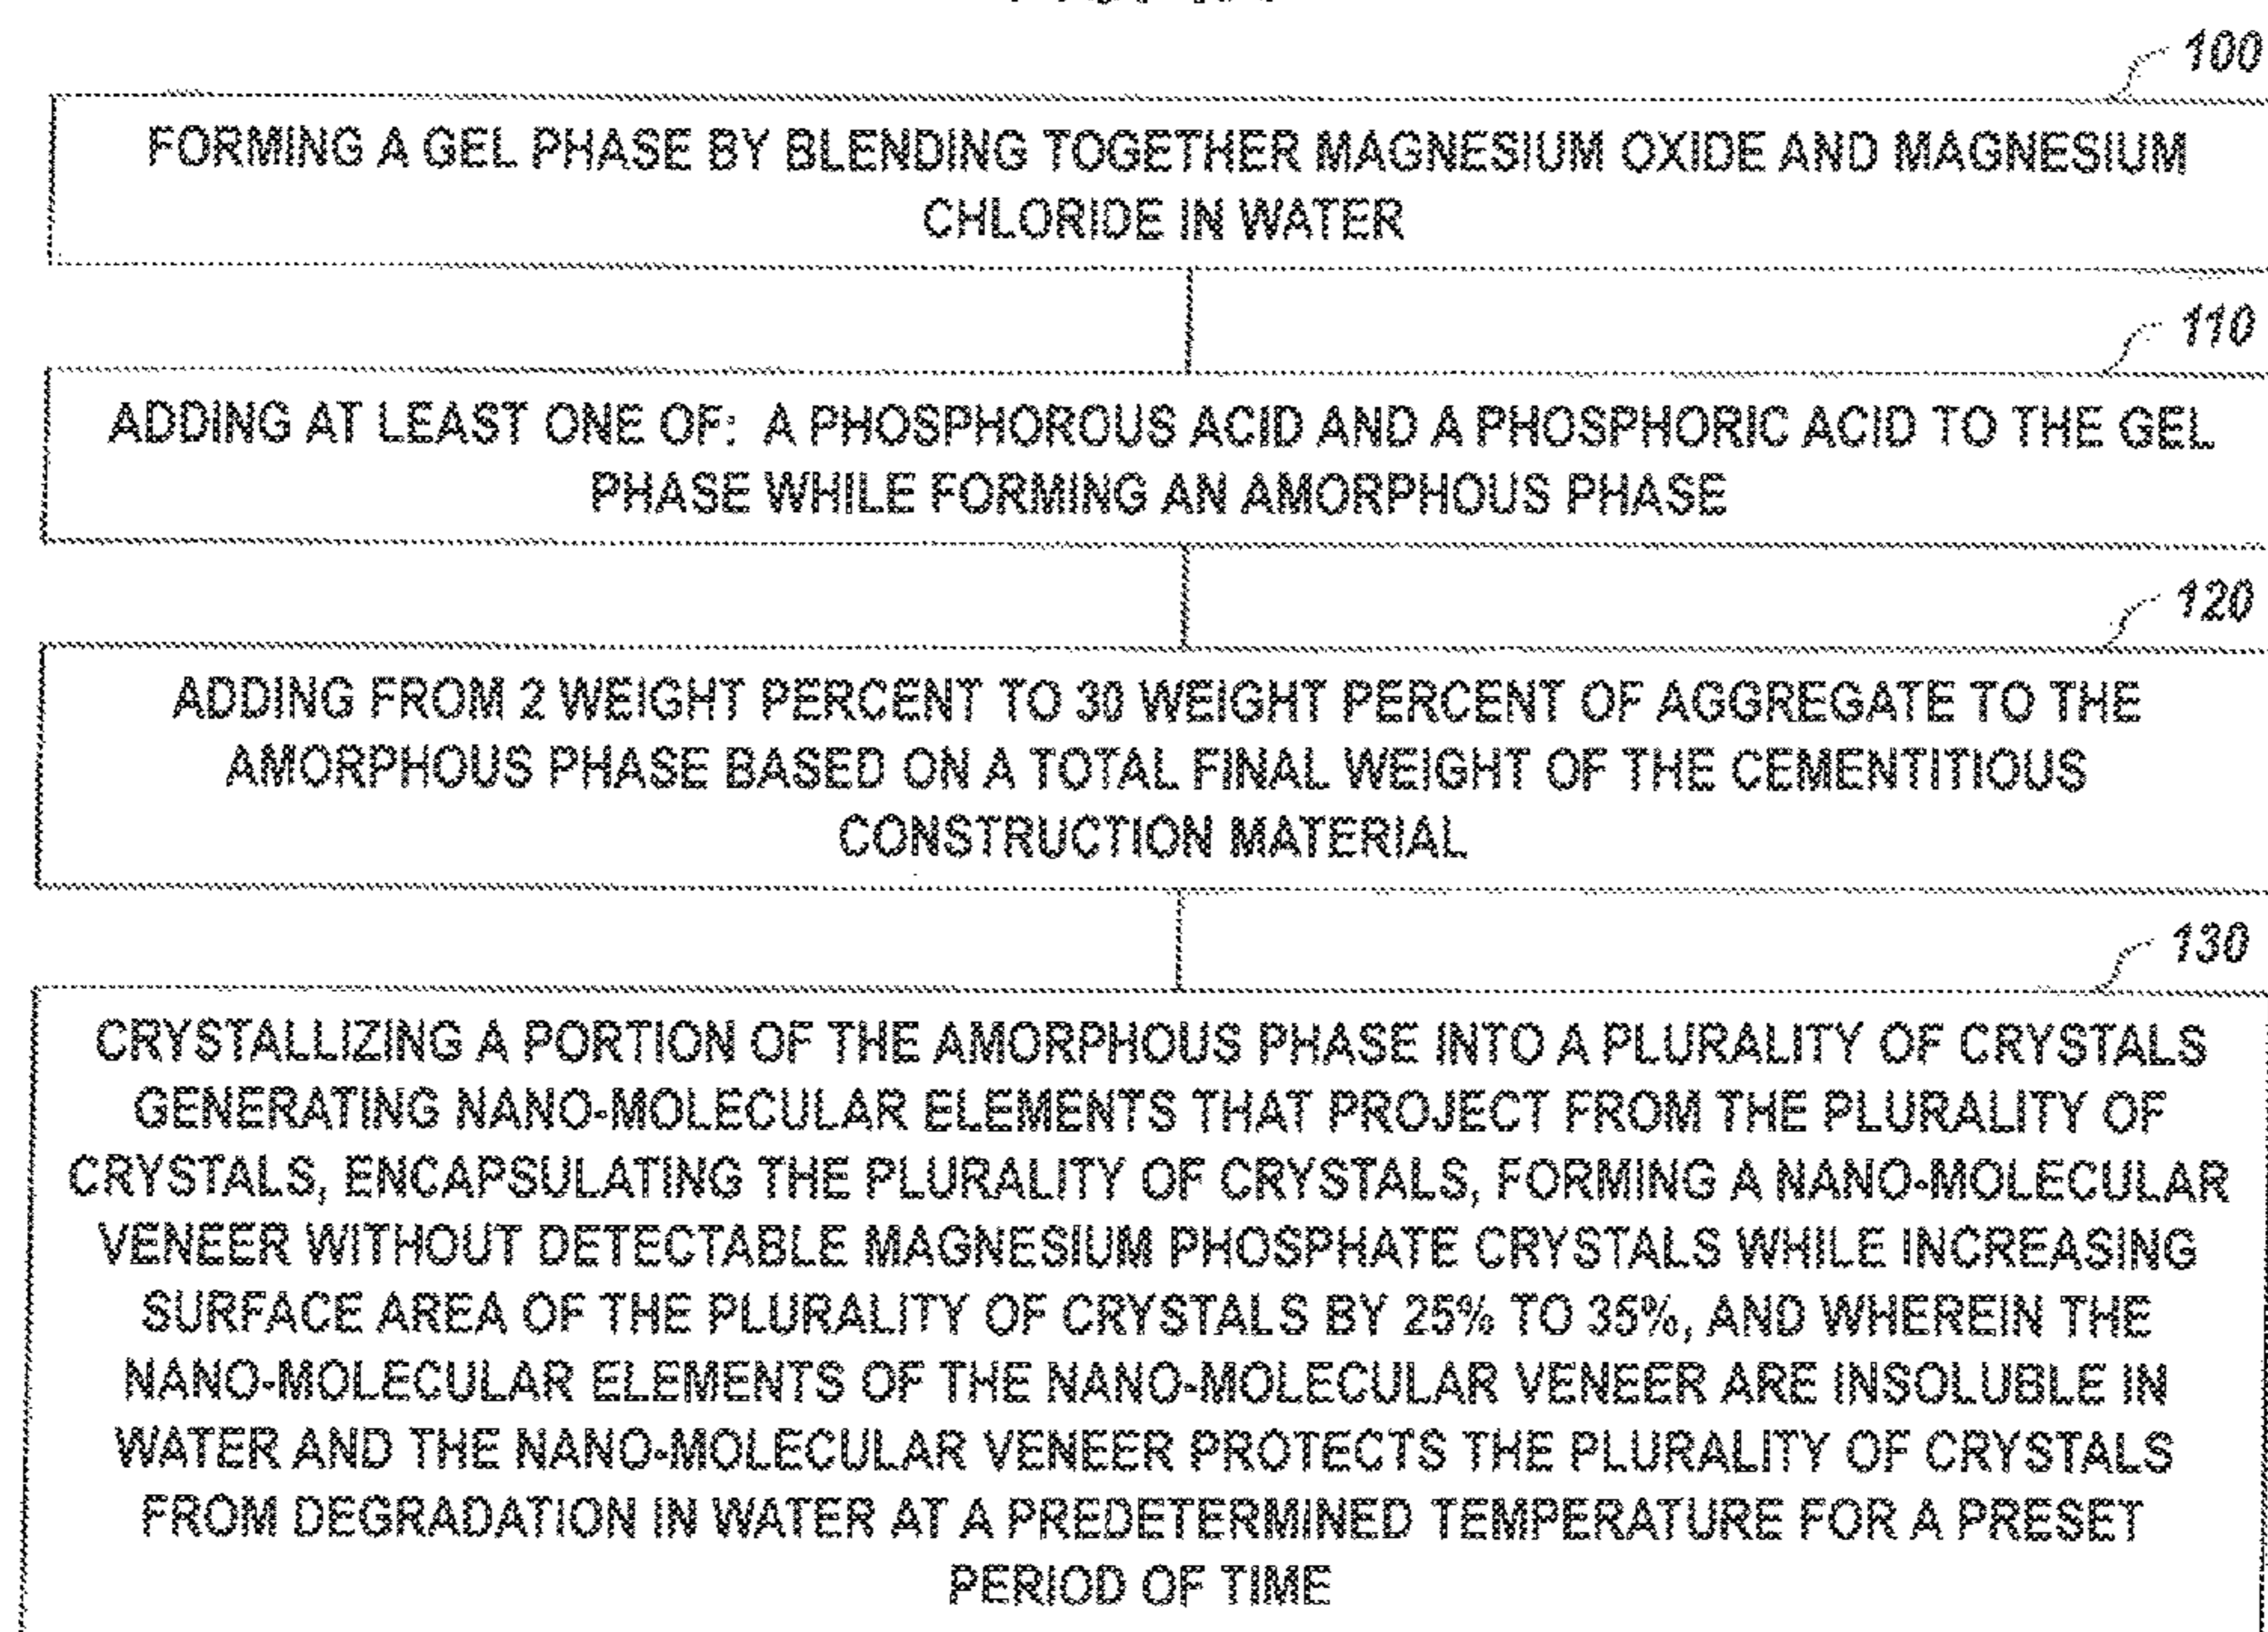 100
FORMING A GEL PHASE BY BLENDING TOGETHER MAGNESIUM OXIDE AND MAGNESIUM
CHLORIDE IN WATER
110
ADDING AT LEAST ONE OF: A PHOSPHOROUS ACID AND A PHOSPHORIC ACID TO THE GEL
PHASE WHILE FORMING AN AMORPHOUS PHASE
120
ADDING FROM 2 WEIGHT PERCENT TO 30 WEIGHT PERCENT OF AGGREGATE TO THE
AMORPHOUS PHASE BASED ON A TOTAL FINAL WEIGHT OF THE CEMENTITIOUS
CONSTRUCTION MATERIAL
130
CRYSTALLIZING A PORTION OF THE AMORPHOUS PHASE INTO A PLURALITY OF CRYSTALS
GENERATING NANO-MOLECULAR ELEMENTS THAT PROJECT FROM THE PLURALITY OF
CRYSTALS, ENCAPSULATING THE PLURALITY OF CRYSTALS, FORMING A NANO-MOLECULAR
VENEER WITHOUT DETECTABLE MAGNESIUM PHOSPHATE CRYSTALS WHILE INCREASING
SURFACE AREA OF THE PLURALITY OF CRYSTALS BY 25% TO 35%, AND WHEREIN THE
NANO-MOLECULAR ELEMENTS OF THE NANO-MOLECULAR VENEER ARE INSOLUBLE IN
WATER AND THE NANO-MOLECULAR VENEER PROTECTS THE PLURALITY OF CRYSTALS
FROM DEGRADATION IN WATER AT A PREDETERMINED TEMPERATURE FOR A PRESET
PERIOD OF TIME